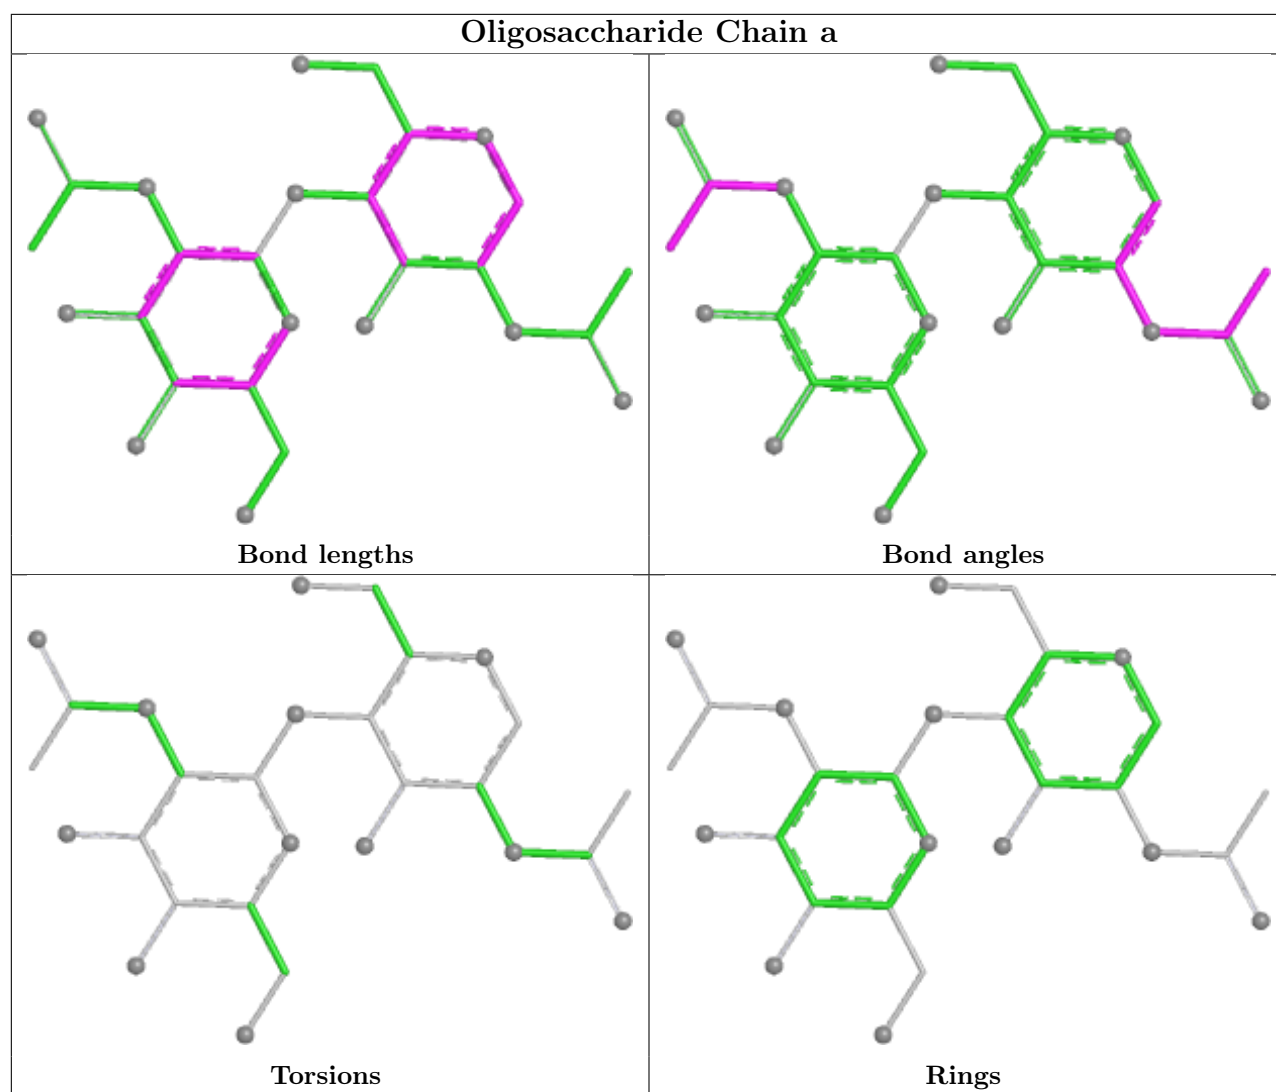 Oligosaccharide Chain a
Bond lengths
Bond angles
Torsions
Rings